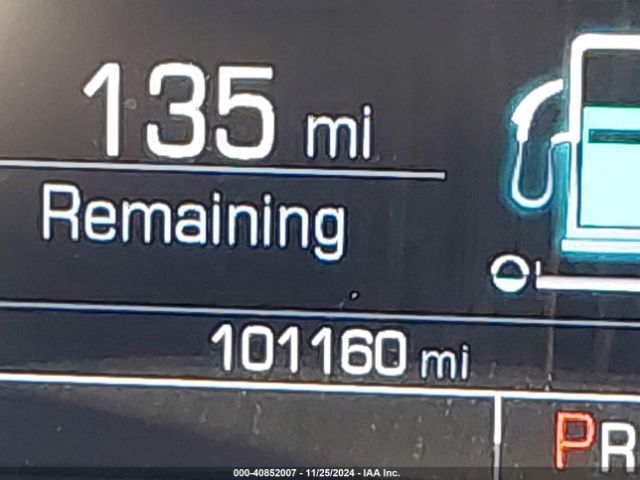 135 mi
Remaining
101160 mi
PR
000-40852007 - 11/25/2024 - IAA Inc.